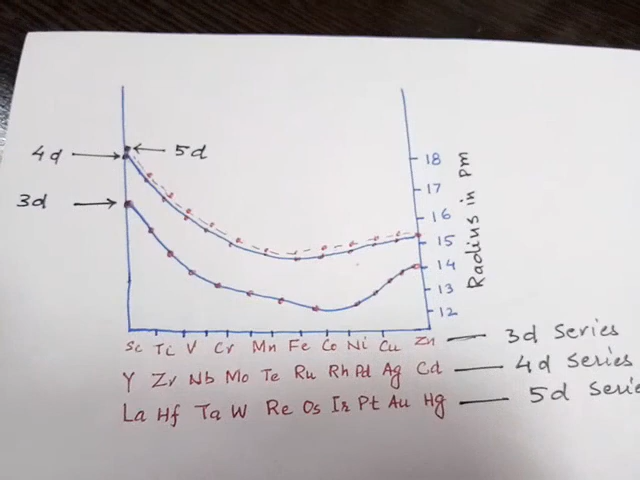 4d
5d
3d
18
17
16
15
14
13
12
Radius in pm
Sc Ti V Cr Mn Fe Co Ni Cu Zn 3d Series
Y Zr Nb Mo Te Ru Rh Pd Ag Cd 4d Series
La Hf Ta W Re Os Ir Pt Au Hg 5d Serie